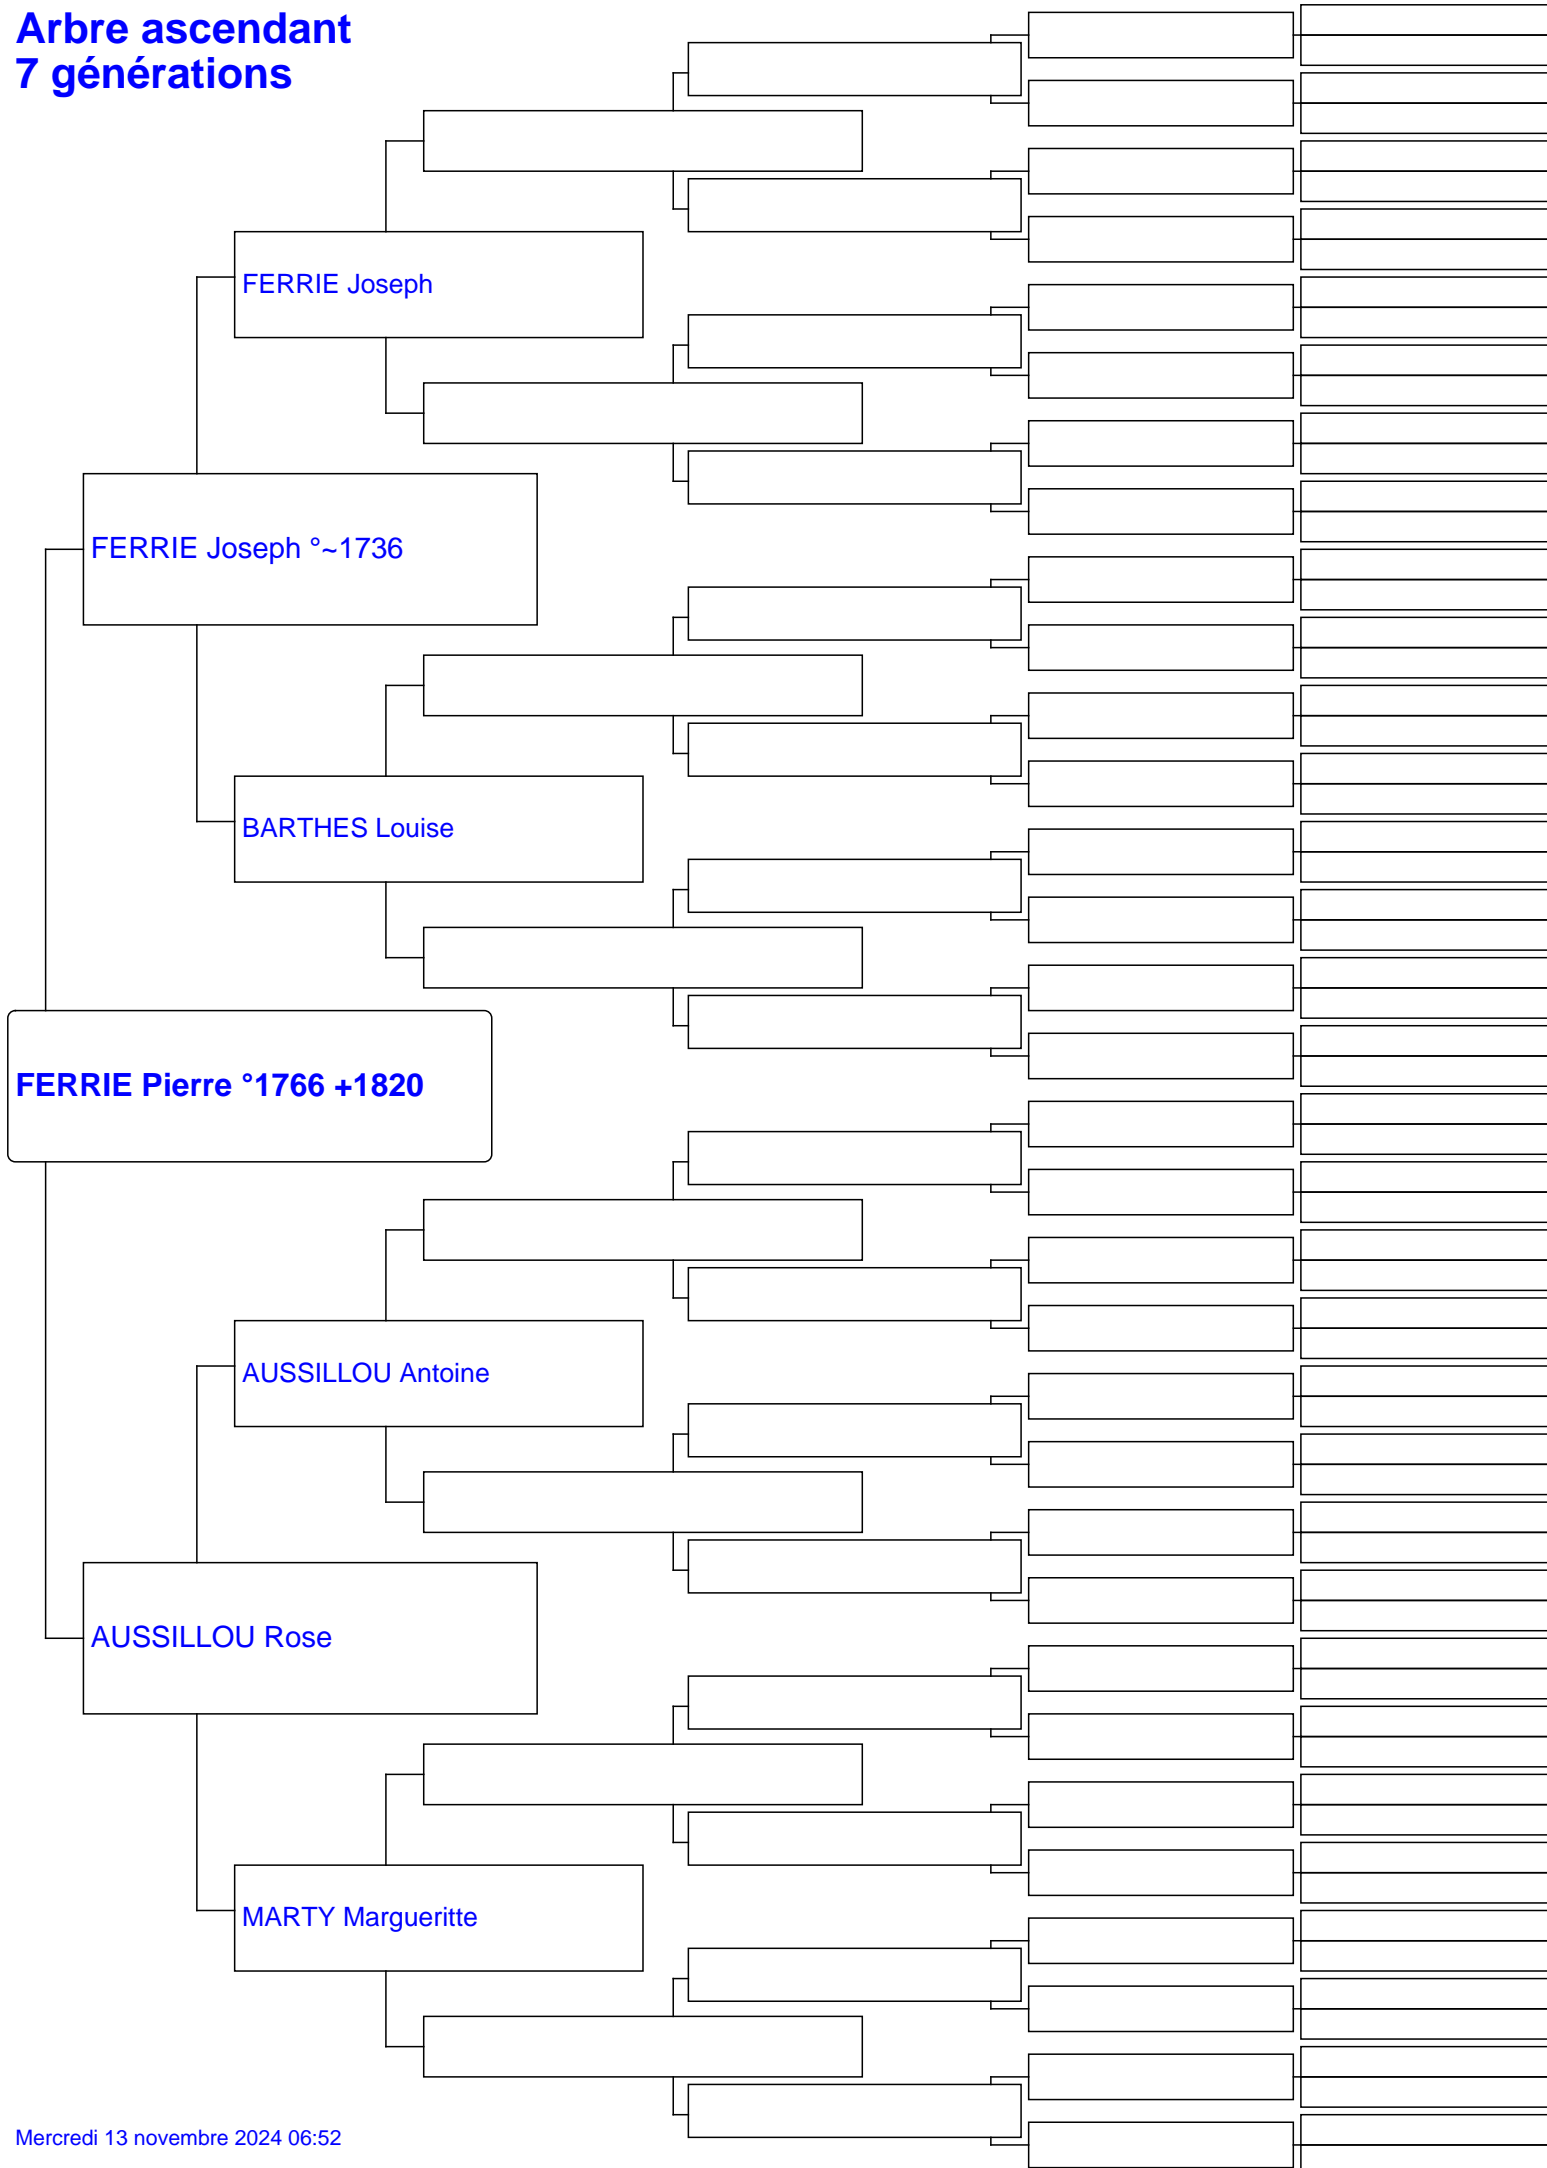 Arbre ascendant
7 générations
FERRIE Joseph
FERRIE Joseph °~1736
BARTHES Louise
FERRIE Pierre °1766 +1820
AUSSILLOU Antoine
AUSSILLOU Rose
MARTY Margueritte
Mercredi 13 novembre 2024 06:52